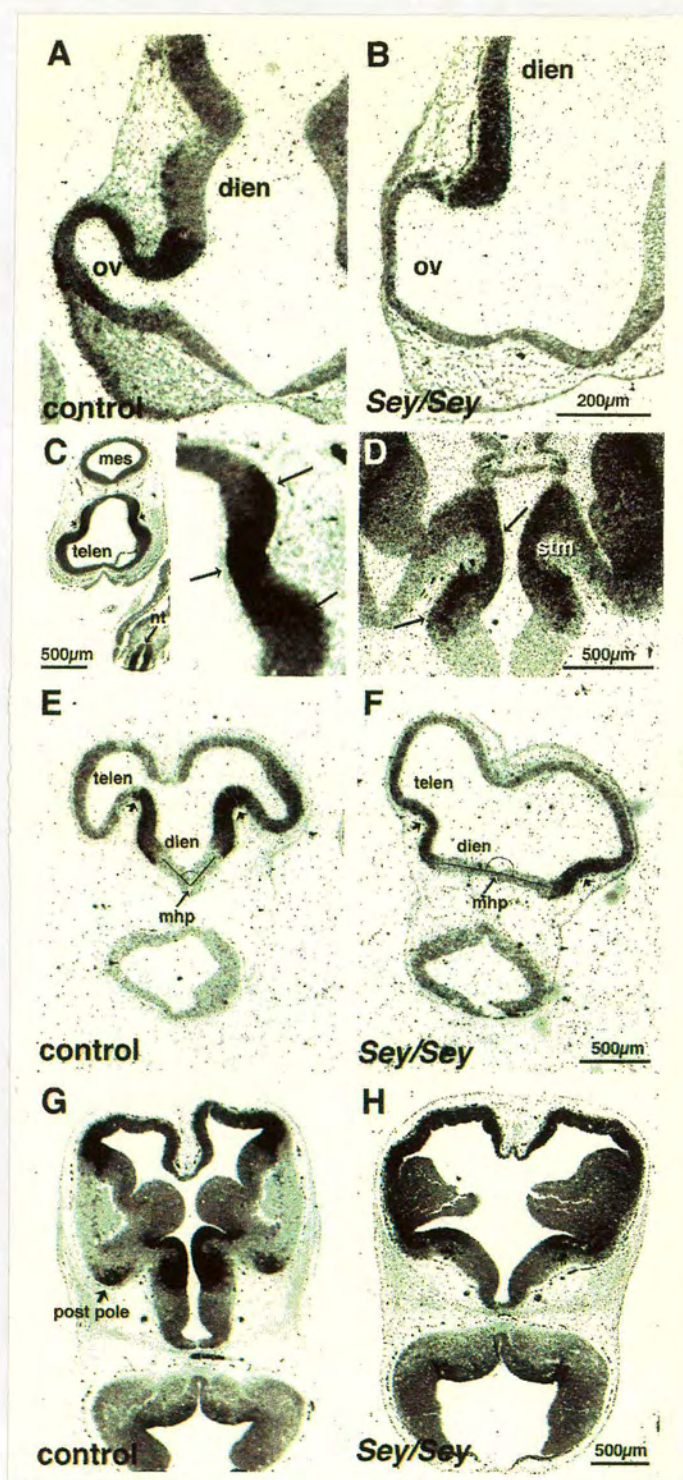 A
dien
ov
control
B
dien
ov
Sey/Sey
200µm
C
mes
telen
nt
500µm
D
stm
500µm
E
telen
dien
mhp
control
F
telen
dien
mhp
Sey/Sey
500µm
G
post pole
control
H
Sey/Sey
500µm